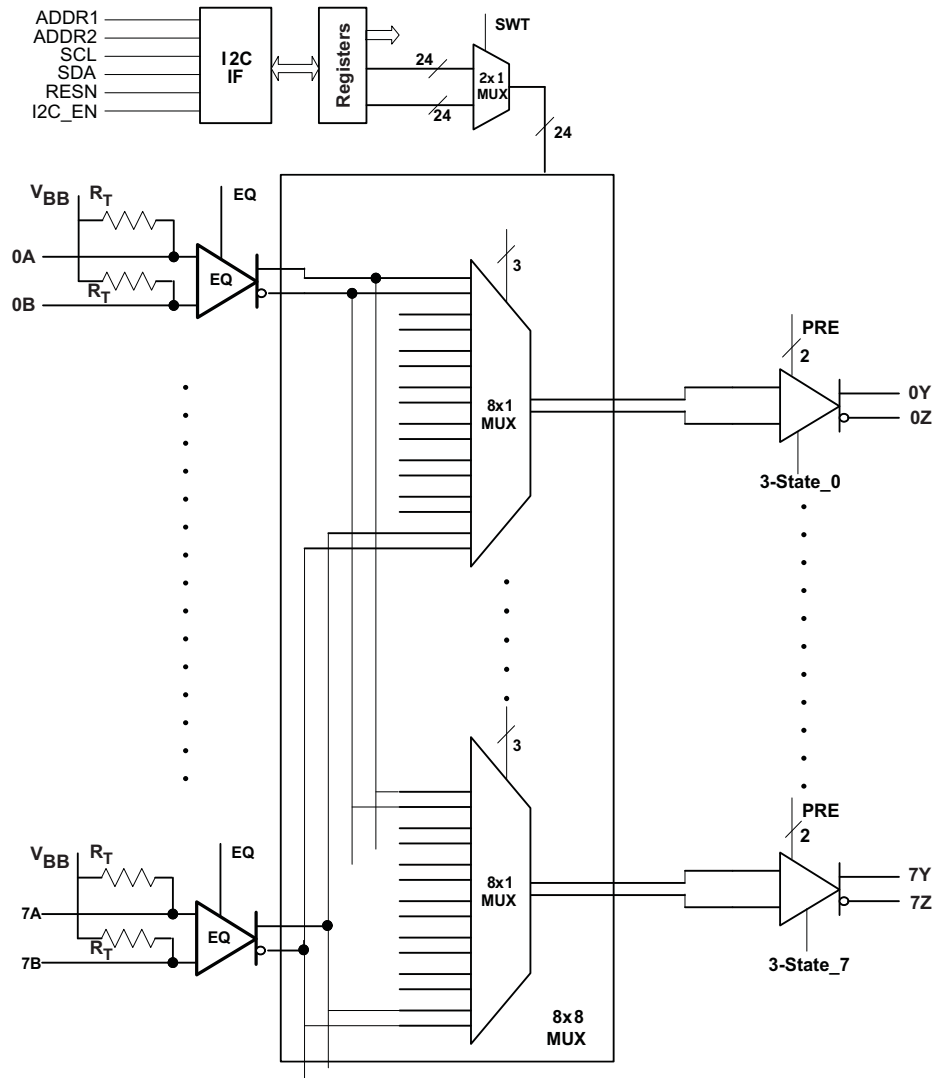 ADDR1
ADDR2
SCL
SDA
RESN
I2C_EN
I2C
IF
Registers
24
24
SWT
2x1
MUX
24
VBB
RT
EQ
0A
EQ
RT
0B
3
8x1
MUX
PRE
2
0Y
0Z
3-State_0
3
VBB
RT
EQ
7A
EQ
RT
7B
8x1
MUX
PRE
2
7Y
7Z
3-State_7
8x8
MUX